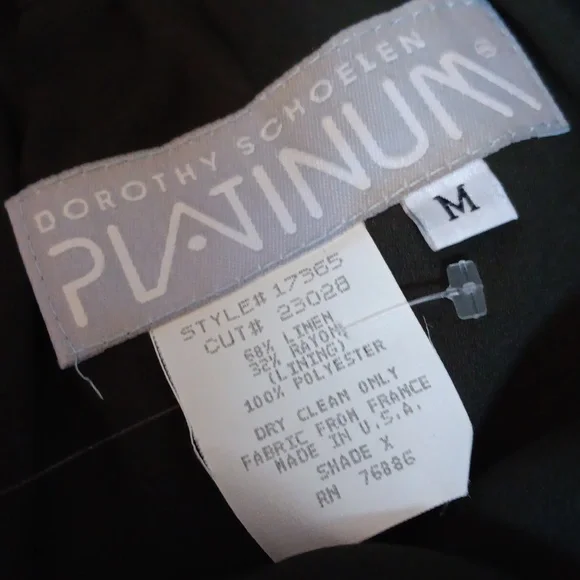 DOROTHY SCHOELEN
PLATINUM®
M
STYLE# 17365
CUT# 23028
68% LINEN
32% RAYON
(LINING)
100% POLYESTER
DRY CLEAN ONLY
FABRIC FROM FRANCE
MADE IN U.S.A.
SHADE X
RN 76886